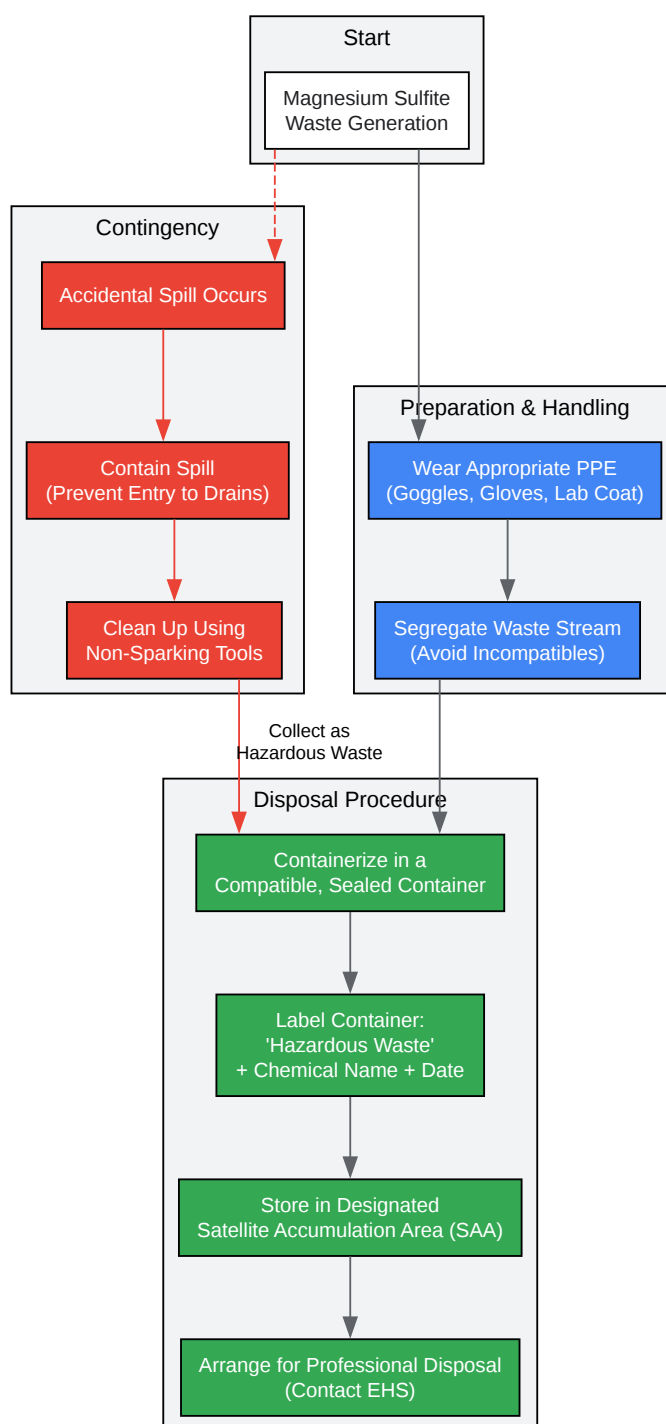 Start
Magnesium Sulfite
Waste Generation
Contingency
Accidental Spill Occurs
Contain Spill
(Prevent Entry to Drains)
Clean Up Using
Non-Sparking Tools
Preparation & Handling
Wear Appropriate PPE
(Goggles, Gloves, Lab Coat)
Segregate Waste Stream
(Avoid Incompatibles)
Collect as
Hazardous Waste
Disposal Procedure
Containerize in a
Compatible, Sealed Container
Label Container:
'Hazardous Waste'
+ Chemical Name + Date
Store in Designated
Satellite Accumulation Area (SAA)
Arrange for Professional Disposal
(Contact EHS)